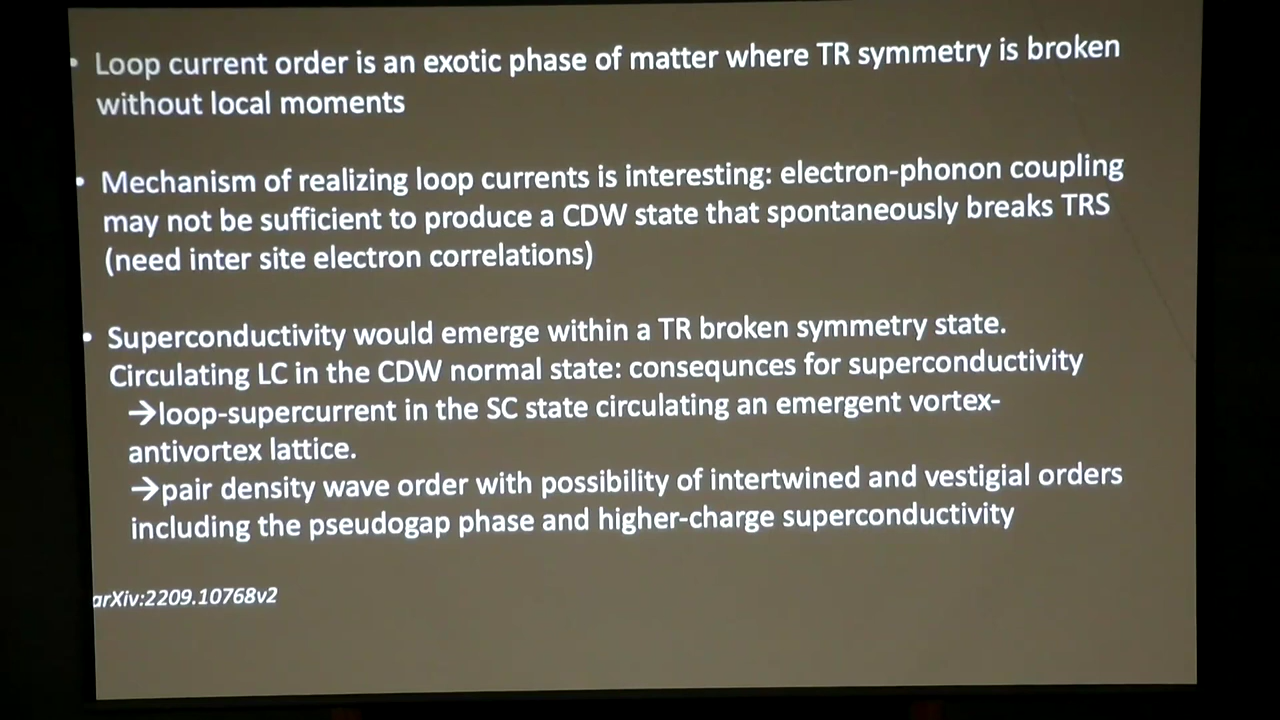 • Loop current order is an exotic phase of matter where TR symmetry is broken
without local moments
• Mechanism of realizing loop currents is interesting: electron-phonon coupling
may not be sufficient to produce a CDW state that spontaneously breaks TRS
(need inter site electron correlations)
• Superconductivity would emerge within a TR broken symmetry state.
Circulating LC in the CDW normal state: consequnces for superconductivity
→loop-supercurrent in the SC state circulating an emergent vortex-
antivortex lattice.
→pair density wave order with possibility of intertwined and vestigial orders
including the pseudogap phase and higher-charge superconductivity
arXiv:2209.10768v2